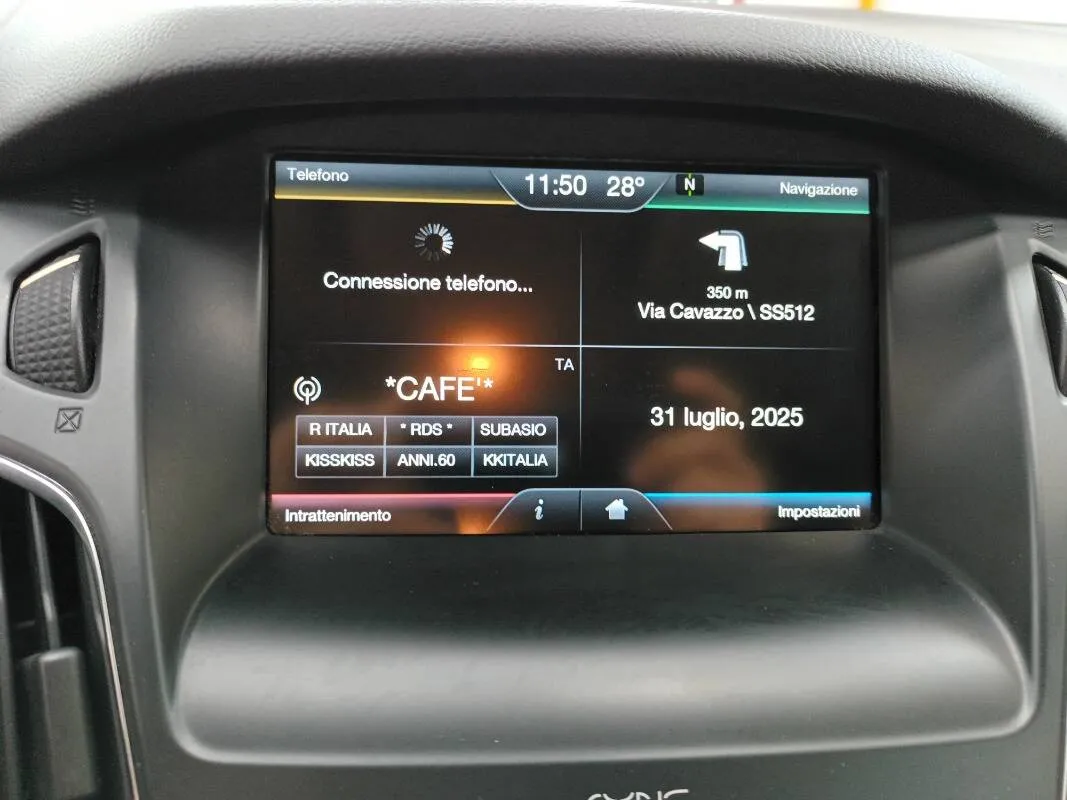 Telefono
11:50 28°
N
Navigazione
Connessione telefono...
350 m
Via Cavazzo \ SS512
TA
*CAFE'*
R ITALIA * RDS * SUBASIO
KISSKISS ANNI.60 KKITALIA
31 luglio, 2025
Intrattenimento
i
Impostazioni